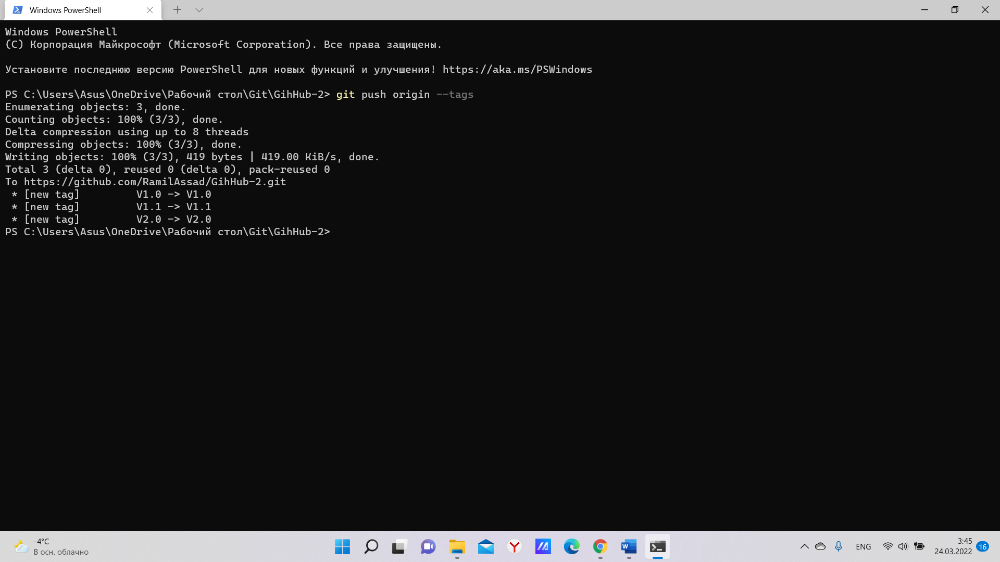 Windows PowerShell
Windows PowerShell
(C) Корпорация Майкрософт (Microsoft Corporation). Все права защищены.
Установите последнюю версию PowerShell для новых функций и улучшения! https://aka.ms/PSWindows
PS C:\Users\Asus\OneDrive\Рабочий стол\Git\GihHub-2> git push origin --tags
Enumerating objects: 3, done.
Counting objects: 100% (3/3), done.
Delta compression using up to 8 threads
Compressing objects: 100% (3/3), done.
Writing objects: 100% (3/3), 419 bytes | 419.00 KiB/s, done.
Total 3 (delta 0), reused 0 (delta 0), pack-reused 0
To https://github.com/RamilAssad/GihHub-2.git
 * [new tag]         V1.0 -> V1.0
 * [new tag]         V1.1 -> V1.1
 * [new tag]         V2.0 -> V2.0
PS C:\Users\Asus\OneDrive\Рабочий стол\Git\GihHub-2>
-4°C
В осн. облачно
ENG
3:45
24.03.2022
16